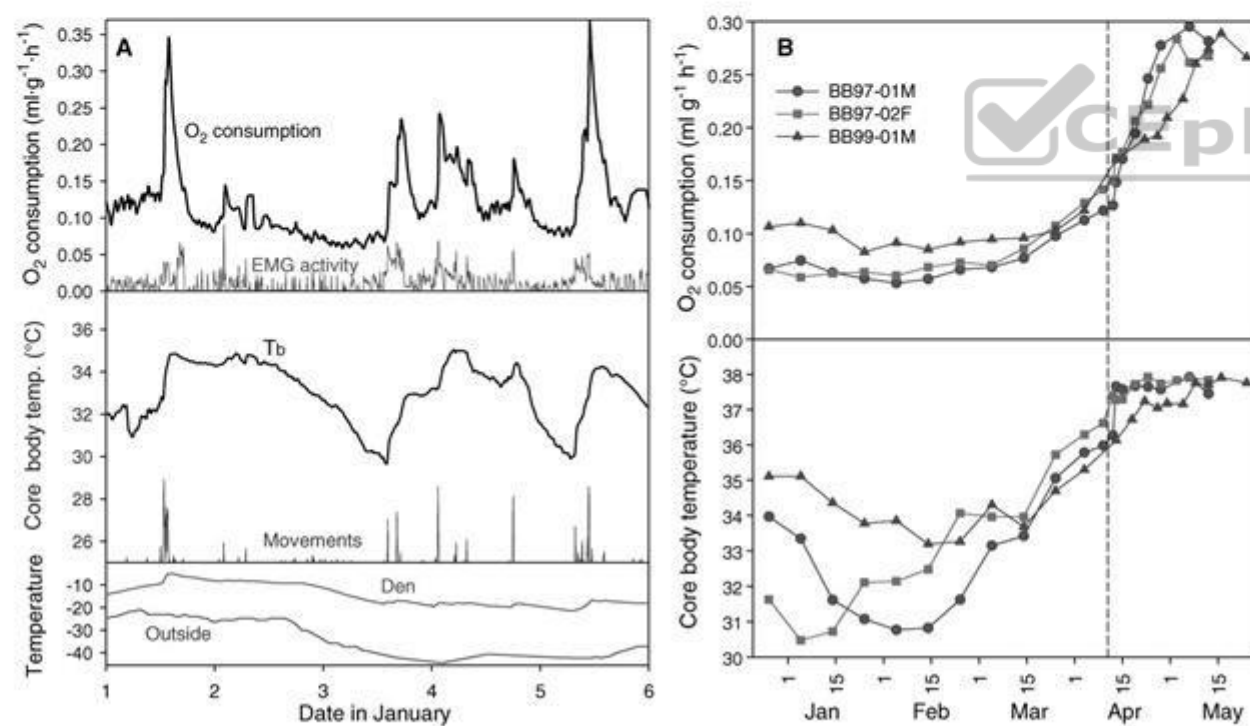 A
O2 consumption (ml·g-1·h-1)
0.35
0.30
0.25
0.20
0.15
0.10
0.05
0.00
O2 consumption
EMG activity
Core body temp. (°C)
36
34
32
30
28
26
Tb
Movements
Temperature
-10
-20
-30
-40
Den
Outside
1 2 3 4 5 6
Date in January
B
O2 consumption (ml g-1 h-1)
0.30
0.25
0.20
0.15
0.10
0.05
0.00
BB97-01M
BB97-02F
BB99-01M
CEp
Core body temperature (°C)
38
37
36
35
34
33
32
31
30
1 15 1 15 1 15 1 15 1 15
Jan Feb Mar Apr May